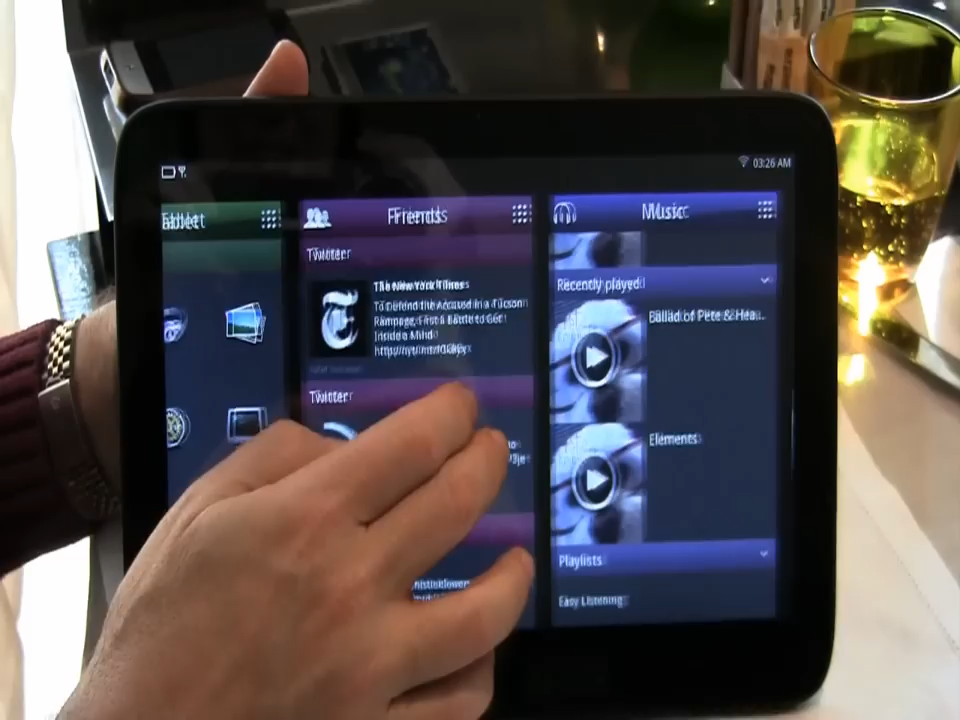 03:26 AM
Tablet
Friends
Music
Twitter
The New York Times
To Defend the Accused in a Tucson
Rampage, First a Battle to Get
Inside a Mind
Twitter
Recently played
Ballad of Pete & Hea...
Elements
Playlists
Easy Listening